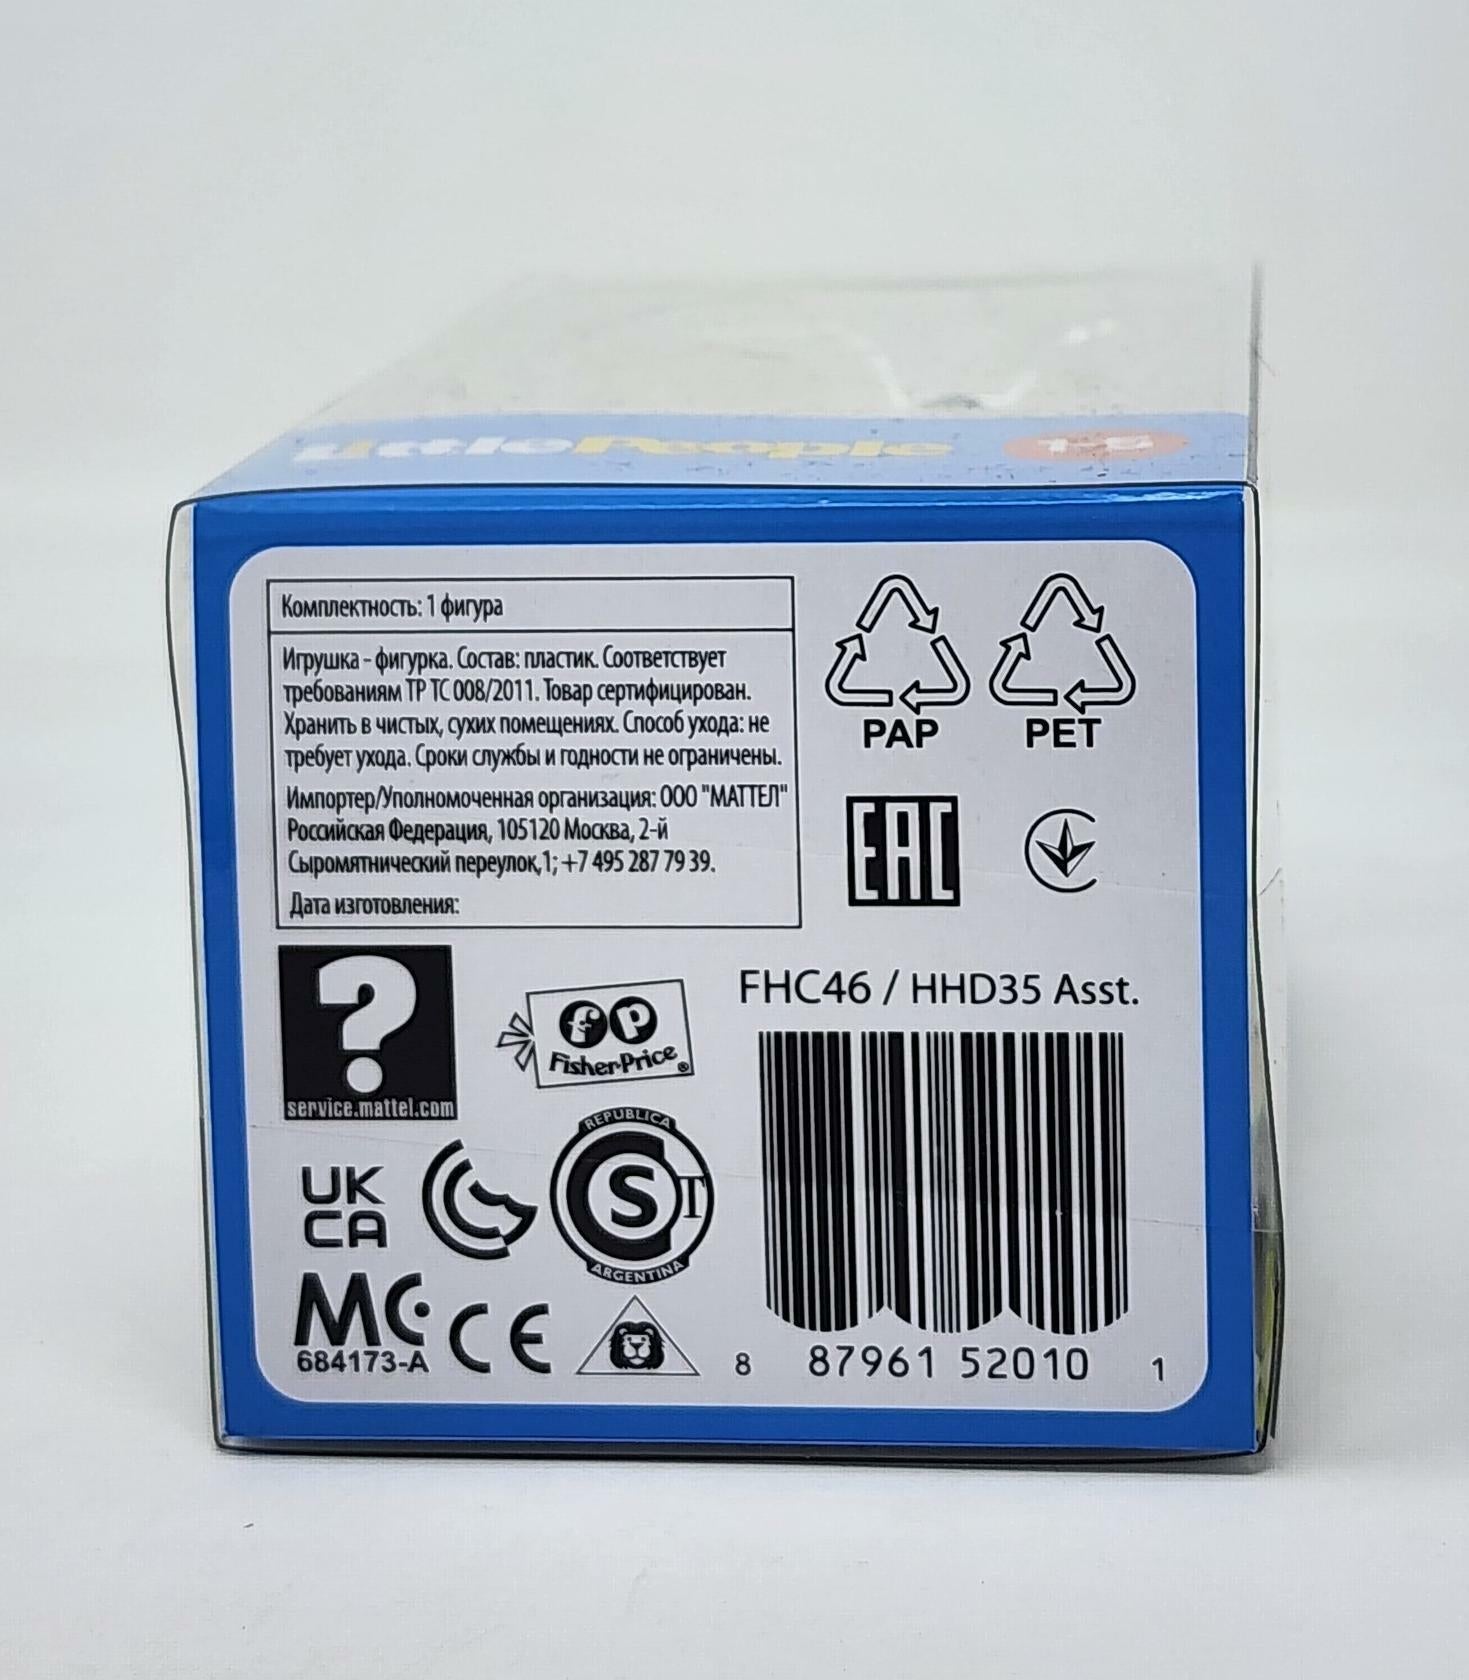 LittlePeople 1-5
Комплектность: 1 фигура
Игрушка - фигурка. Состав: пластик. Соответствует
требованиям ТР ТС 008/2011. Товар сертифицирован.
Хранить в чистых, сухих помещениях. Способ ухода: не
требует ухода. Сроки службы и годности не ограничены.
Импортер/Уполномоченная организация: ООО "МАТТЕЛ"
Российская Федерация, 105120 Москва, 2-й
Сыромятнический переулок,1; +7 495 287 79 39.
Дата изготовления:
PAP
PET
EAC
?
service.mattel.com
fp
Fisher-Price®
FHC46 / HHD35 Asst.
UK
CA
REPUBLICA
S T
ARGENTINA
MC
684173-A
CE
8 87961 52010 1